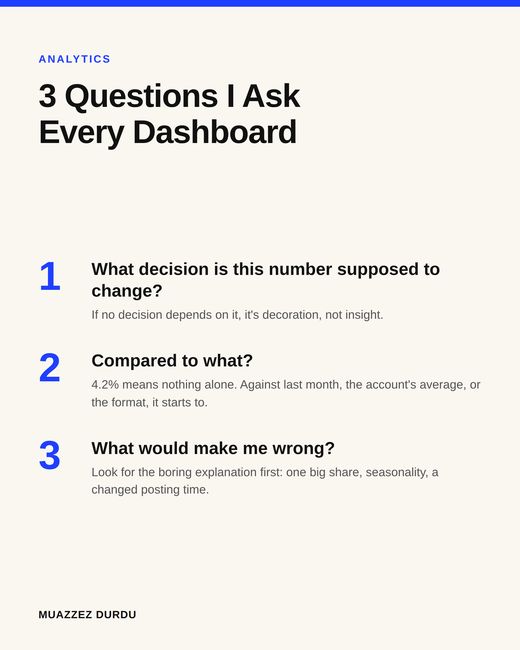 ANALYTICS
3 Questions I Ask
Every Dashboard
1
What decision is this number supposed to
change?
If no decision depends on it, it's decoration, not insight.
2
Compared to what?
4.2% means nothing alone. Against last month, the account's average, or
the format, it starts to.
3
What would make me wrong?
Look for the boring explanation first: one big share, seasonality, a
changed posting time.
MUAZZEZ DURDU